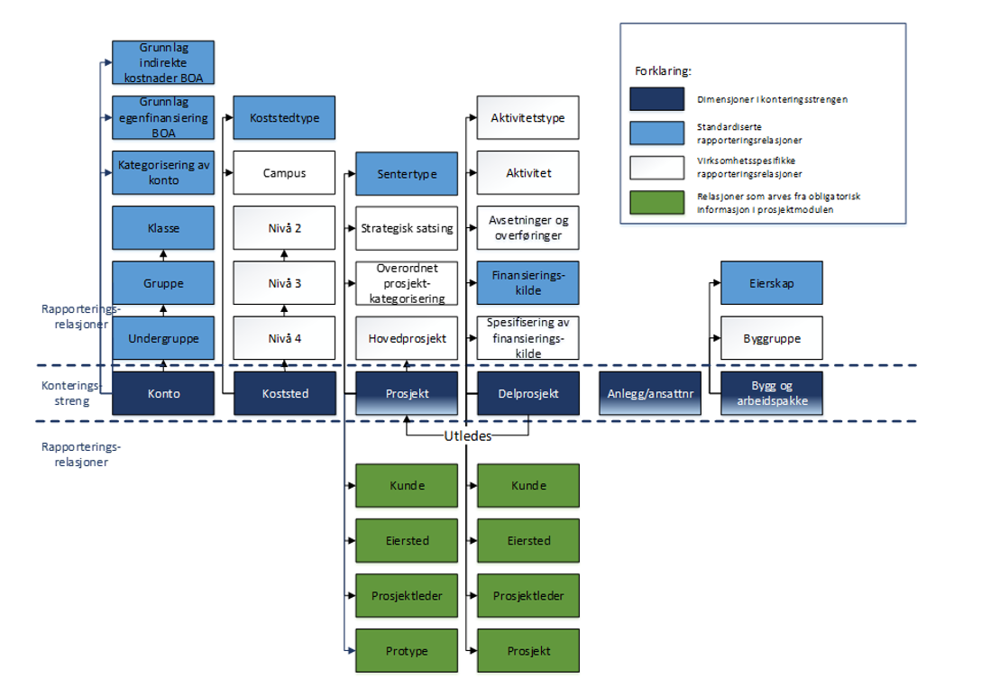 Forklaring:
Dimensjoner i konteringsstrengen
Standardiserte
rapporteringsrelasjoner
Virksomhetsspesifikke
rapporteringsrelasjoner
Relasjoner som arves fra obligatorisk
informasjon i prosjektmodulen
Grunnlag
indirekte
kostnader BOA
Grunnlag
egenfinansiering
BOA
Kategorisering av
konto
Klasse
Gruppe
Undergruppe
Koststedtype
Campus
Nivå 2
Nivå 3
Nivå 4
Sentertype
Strategisk satsing
Overordnet
prosjekt-
kategorisering
Hovedprosjekt
Aktivitetstype
Aktivitet
Avsetninger og
overføringer
Finansierings-
kilde
Spesifisering av
finansierings-
kilde
Eierskap
Byggruppe
Rapporterings-
relasjoner
Konterings-
streng
Konto
Koststed
Prosjekt
Delprosjekt
Anlegg/ansattnr
Bygg og
arbeidspakke
Utledes
Rapporterings-
relasjoner
Kunde
Eiersted
Prosjektleder
Protype
Kunde
Eiersted
Prosjektleder
Prosjekt